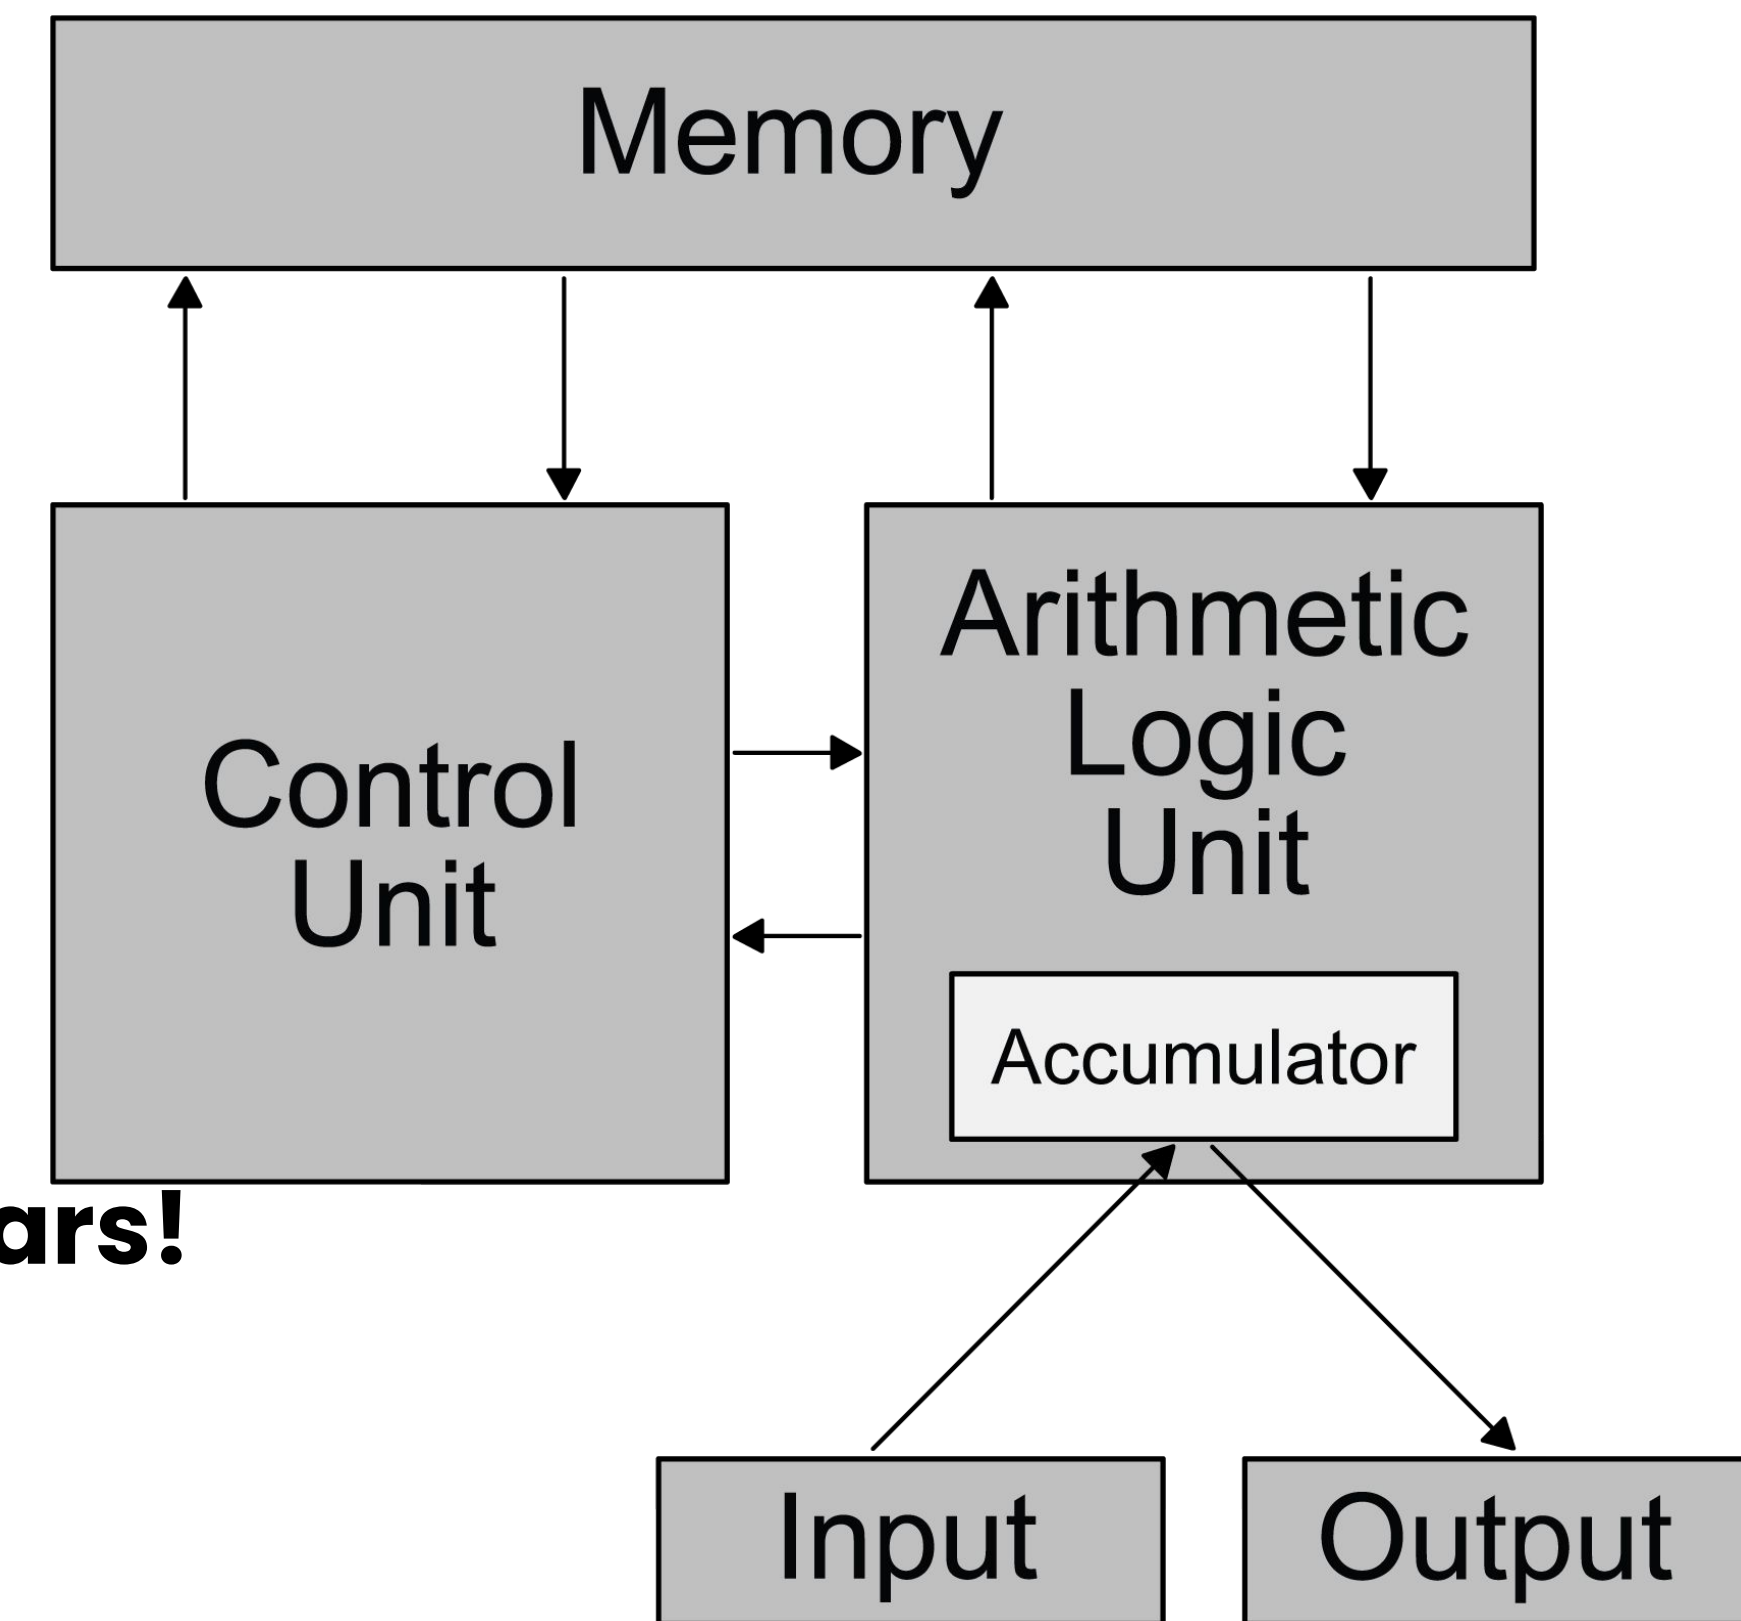 Memory
Control
Unit
Arithmetic
Logic
Unit
Accumulator
ars!
Input
Output